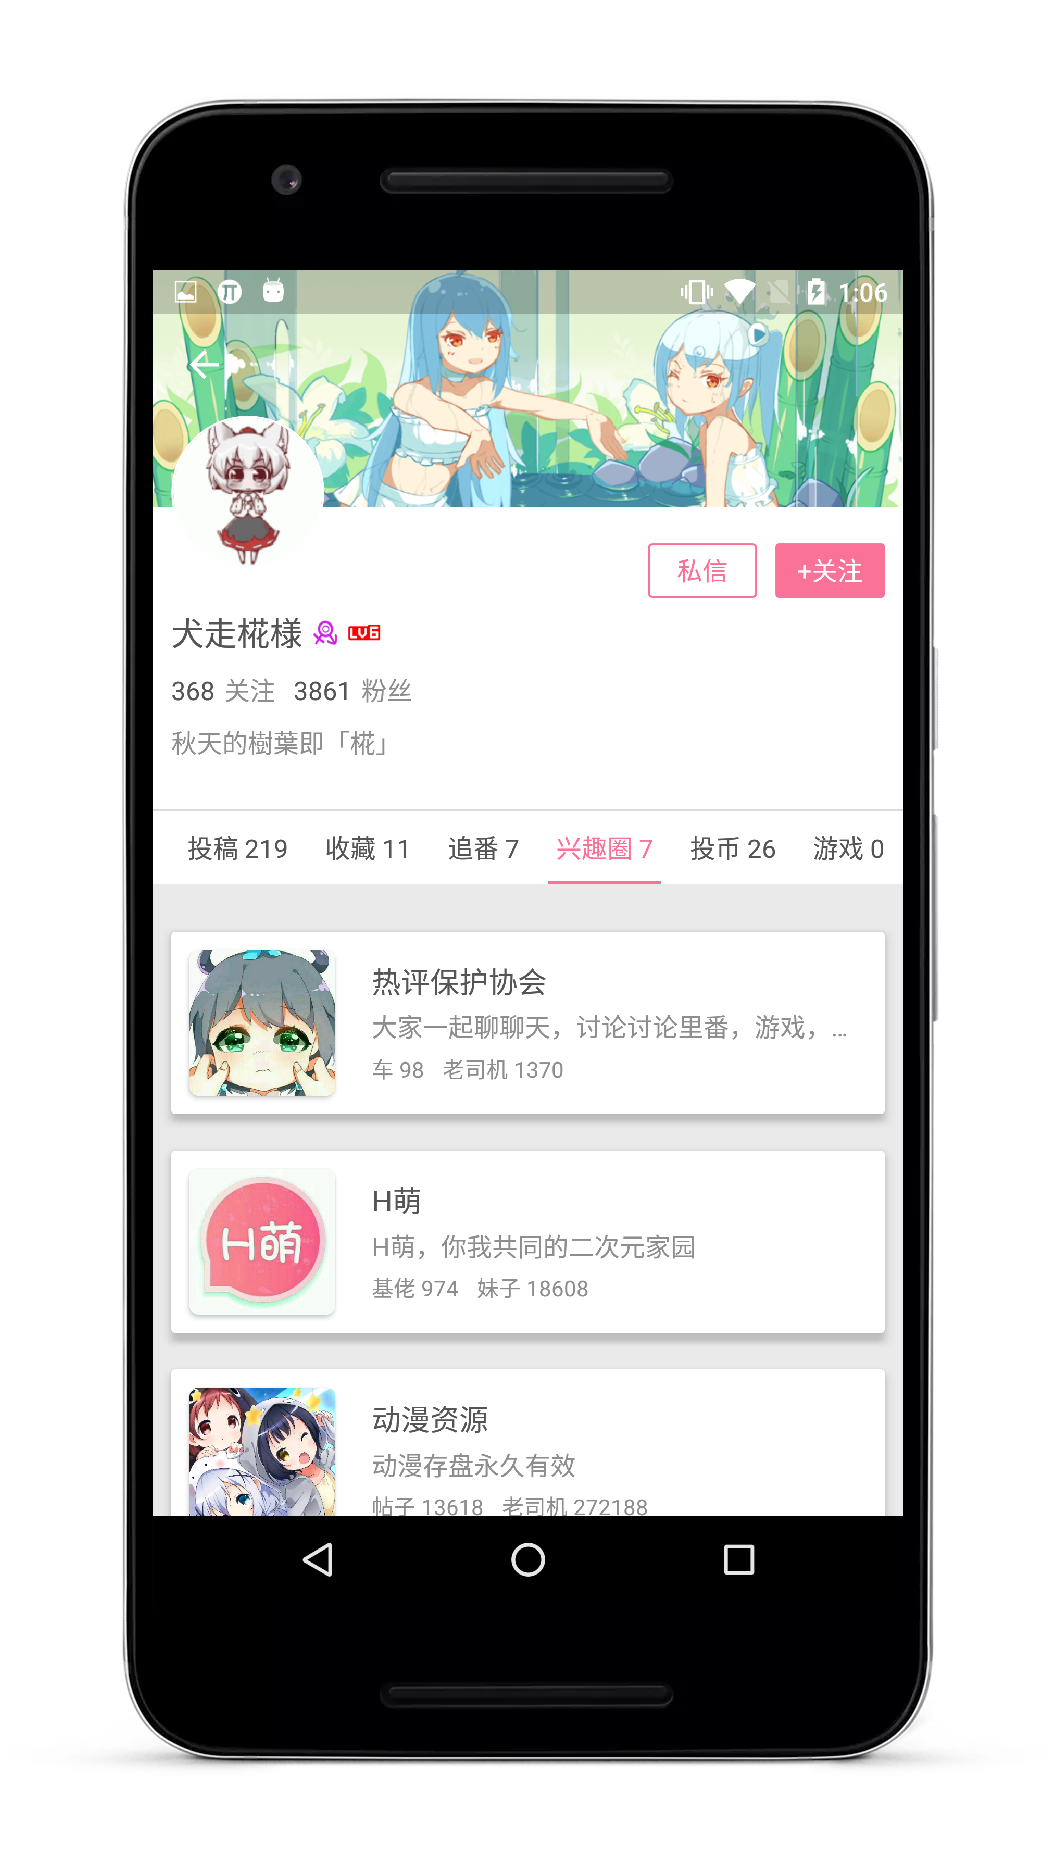 1:06
私信
+关注
犬走椛様 LV6
368 关注 3861 粉丝
秋天的樹葉即「椛」
投稿 219 收藏 11 追番 7 兴趣圈 7 投币 26 游戏 0
热评保护协会
大家一起聊聊天，讨论讨论里番，游戏，...
车 98 老司机 1370
H萌
H萌
H萌，你我共同的二次元家园
基佬 974 妹子 18608
动漫资源
动漫存盘永久有效
帖子 13618 老司机 272188